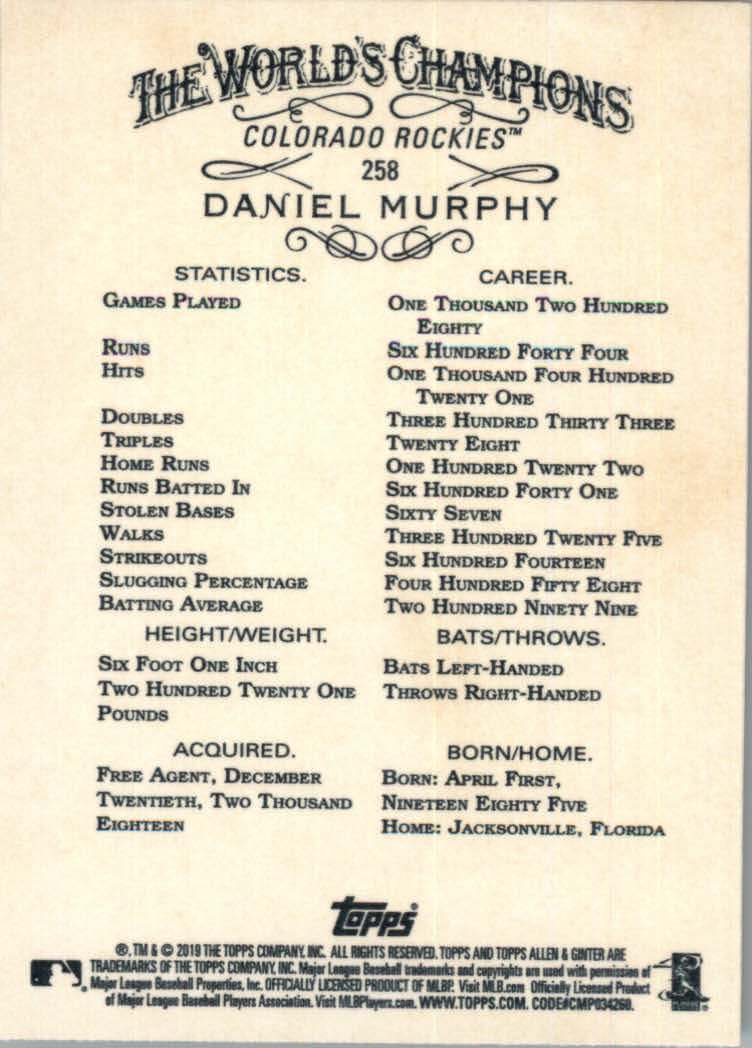 THE WORLD'S CHAMPIONS
COLORADO ROCKIES™
258
DANIEL MURPHY
STATISTICS.
CAREER.
GAMES PLAYED
ONE THOUSAND TWO HUNDRED
EIGHTY
RUNS
SIX HUNDRED FORTY FOUR
HITS
ONE THOUSAND FOUR HUNDRED
TWENTY ONE
DOUBLES
THREE HUNDRED THIRTY THREE
TRIPLES
TWENTY EIGHT
HOME RUNS
ONE HUNDRED TWENTY TWO
RUNS BATTED IN
SIX HUNDRED FORTY ONE
STOLEN BASES
SIXTY SEVEN
WALKS
THREE HUNDRED TWENTY FIVE
STRIKEOUTS
SIX HUNDRED FOURTEEN
SLUGGING PERCENTAGE
FOUR HUNDRED FIFTY EIGHT
BATTING AVERAGE
TWO HUNDRED NINETY NINE
HEIGHT/WEIGHT.
SIX FOOT ONE INCH
TWO HUNDRED TWENTY ONE
POUNDS
BATS/THROWS.
BATS LEFT-HANDED
THROWS RIGHT-HANDED
ACQUIRED.
FREE AGENT, DECEMBER
TWENTIETH, TWO THOUSAND
EIGHTEEN
BORN/HOME.
BORN: APRIL FIRST,
NINETEEN EIGHTY FIVE
HOME: JACKSONVILLE, FLORIDA
Topps®
®, TM & © 2019 THE TOPPS COMPANY, INC. ALL RIGHTS RESERVED. TOPPS AND TOPPS ALLEN & GINTER ARE
TRADEMARKS OF THE TOPPS COMPANY, INC. Major League Baseball trademarks and copyrights are used with permission of
Major League Baseball Properties, Inc. OFFICIALLY LICENSED PRODUCT OF MLBP. Visit MLB.com Officially Licensed Product
of Major League Baseball Players Association. Visit MLBPlayers.com. WWW.TOPPS.COM. CODE#CMP034260.